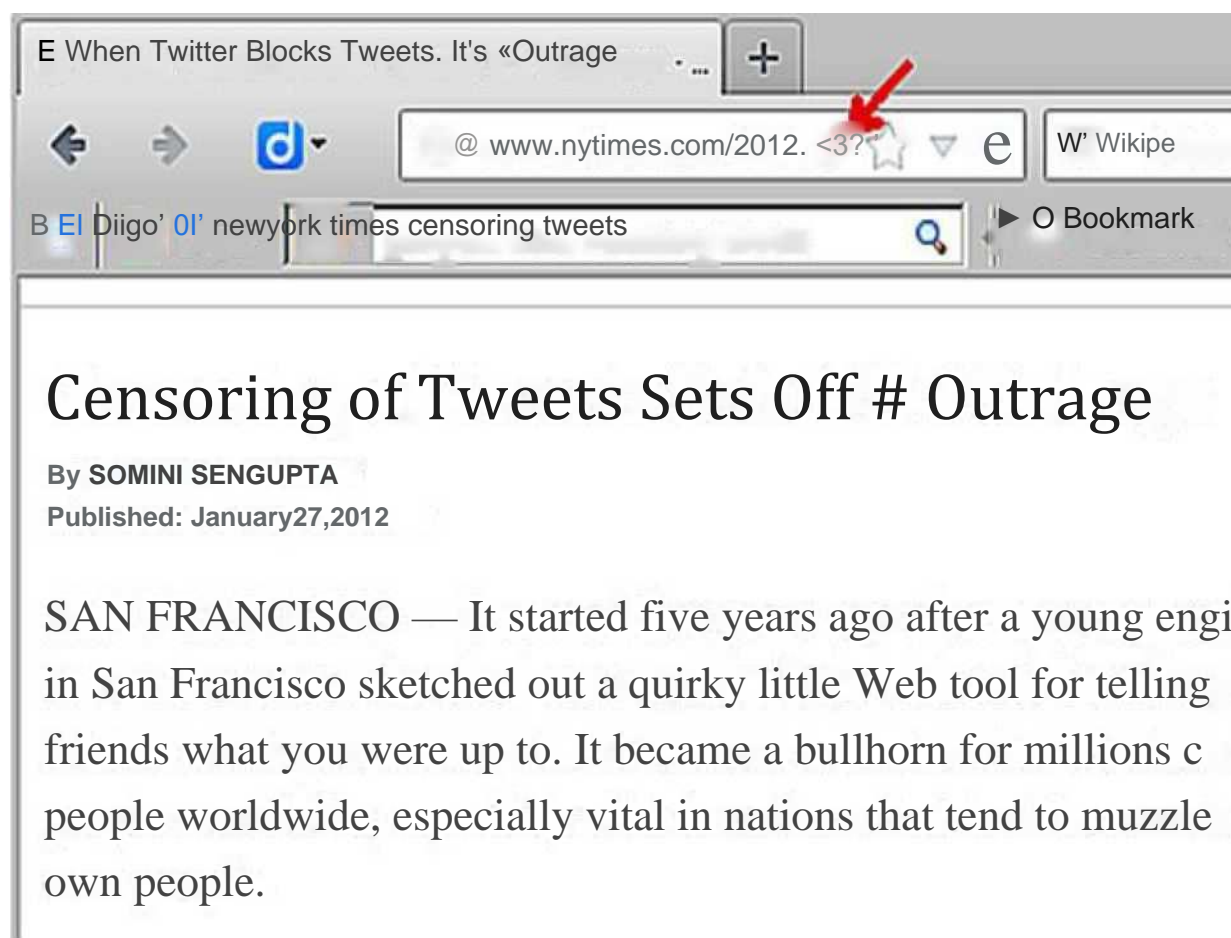 E When Twitter Blocks Tweets. It's «Outrage . ...
@ www.nytimes.com/2012. <3? e W' Wikipe
B El Diigo' 0I' newyork times censoring tweets ► O Bookmark
Censoring of Tweets Sets Off # Outrage
By SOMINI SENGUPTA
Published: January27,2012
SAN FRANCISCO — It started five years ago after a young engi
in San Francisco sketched out a quirky little Web tool for telling
friends what you were up to. It became a bullhorn for millions c
people worldwide, especially vital in nations that tend to muzzle
own people.